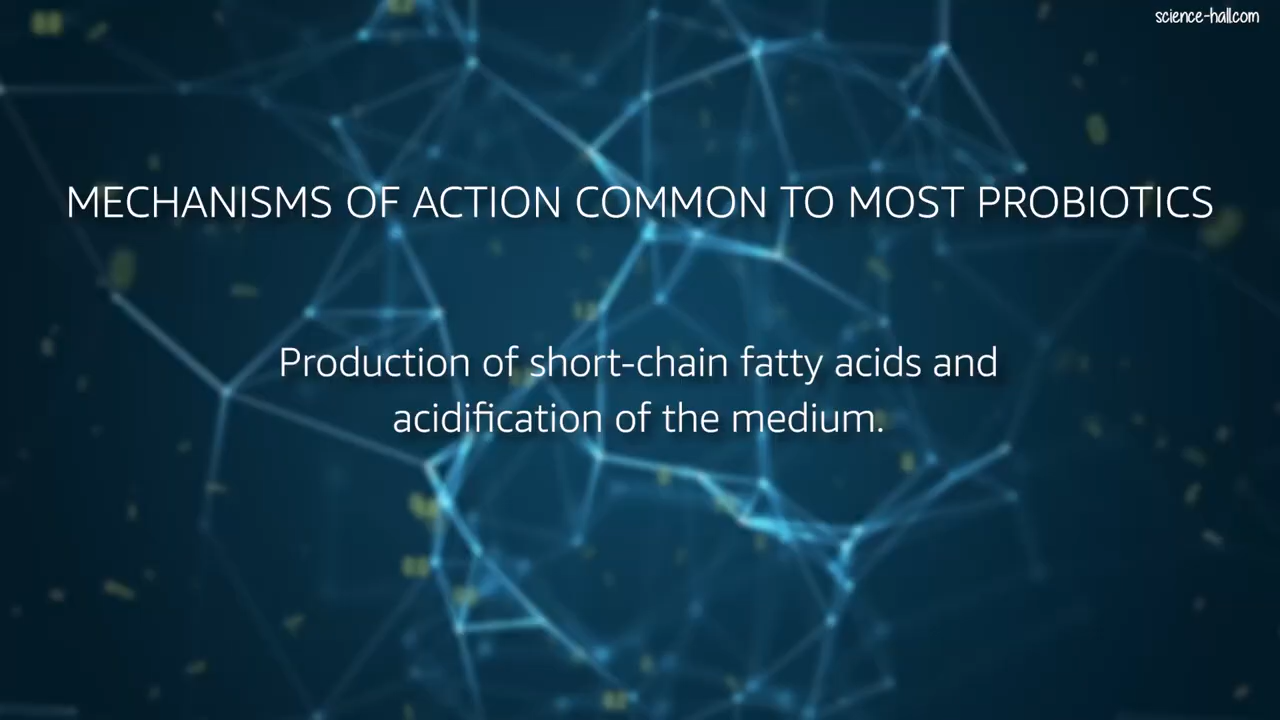 science-hall.com
MECHANISMS OF ACTION COMMON TO MOST PROBIOTICS
Production of short-chain fatty acids and
acidification of the medium.